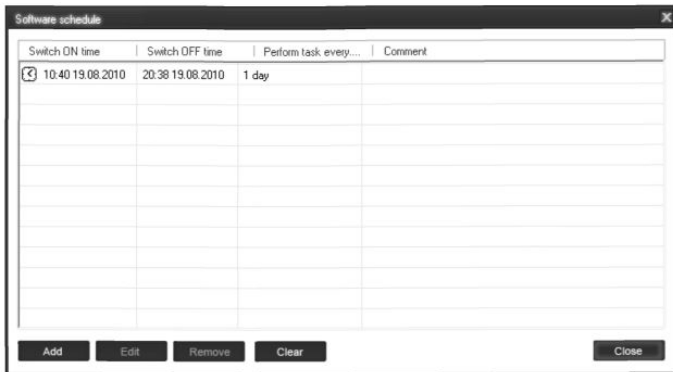 Software schedule X
Switch ON time Switch OFF time Perform task every.... Comment
10:40 19.08.2010 20:38 19.08.2010 1 day
Add Edit Remove Clear Close